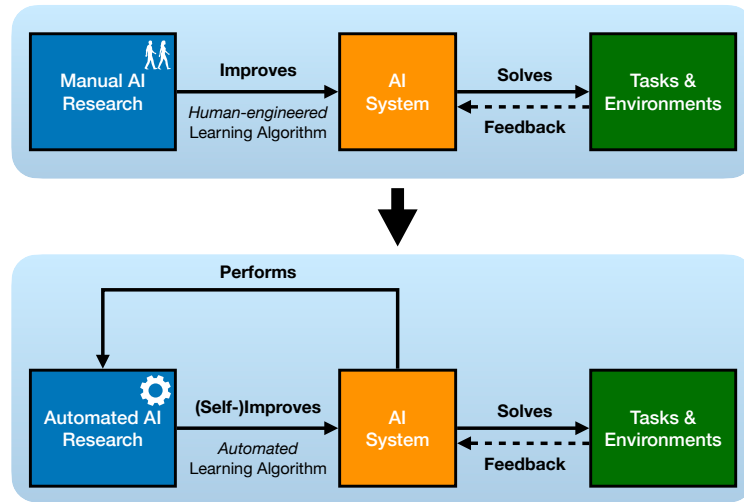 Manual AI
Research
Improves
Human-engineered
Learning Algorithm
AI
System
Solves
Feedback
Tasks &
Environments
Performs
Automated AI
Research
(Self-)Improves
Automated
Learning Algorithm
AI
System
Solves
Feedback
Tasks &
Environments